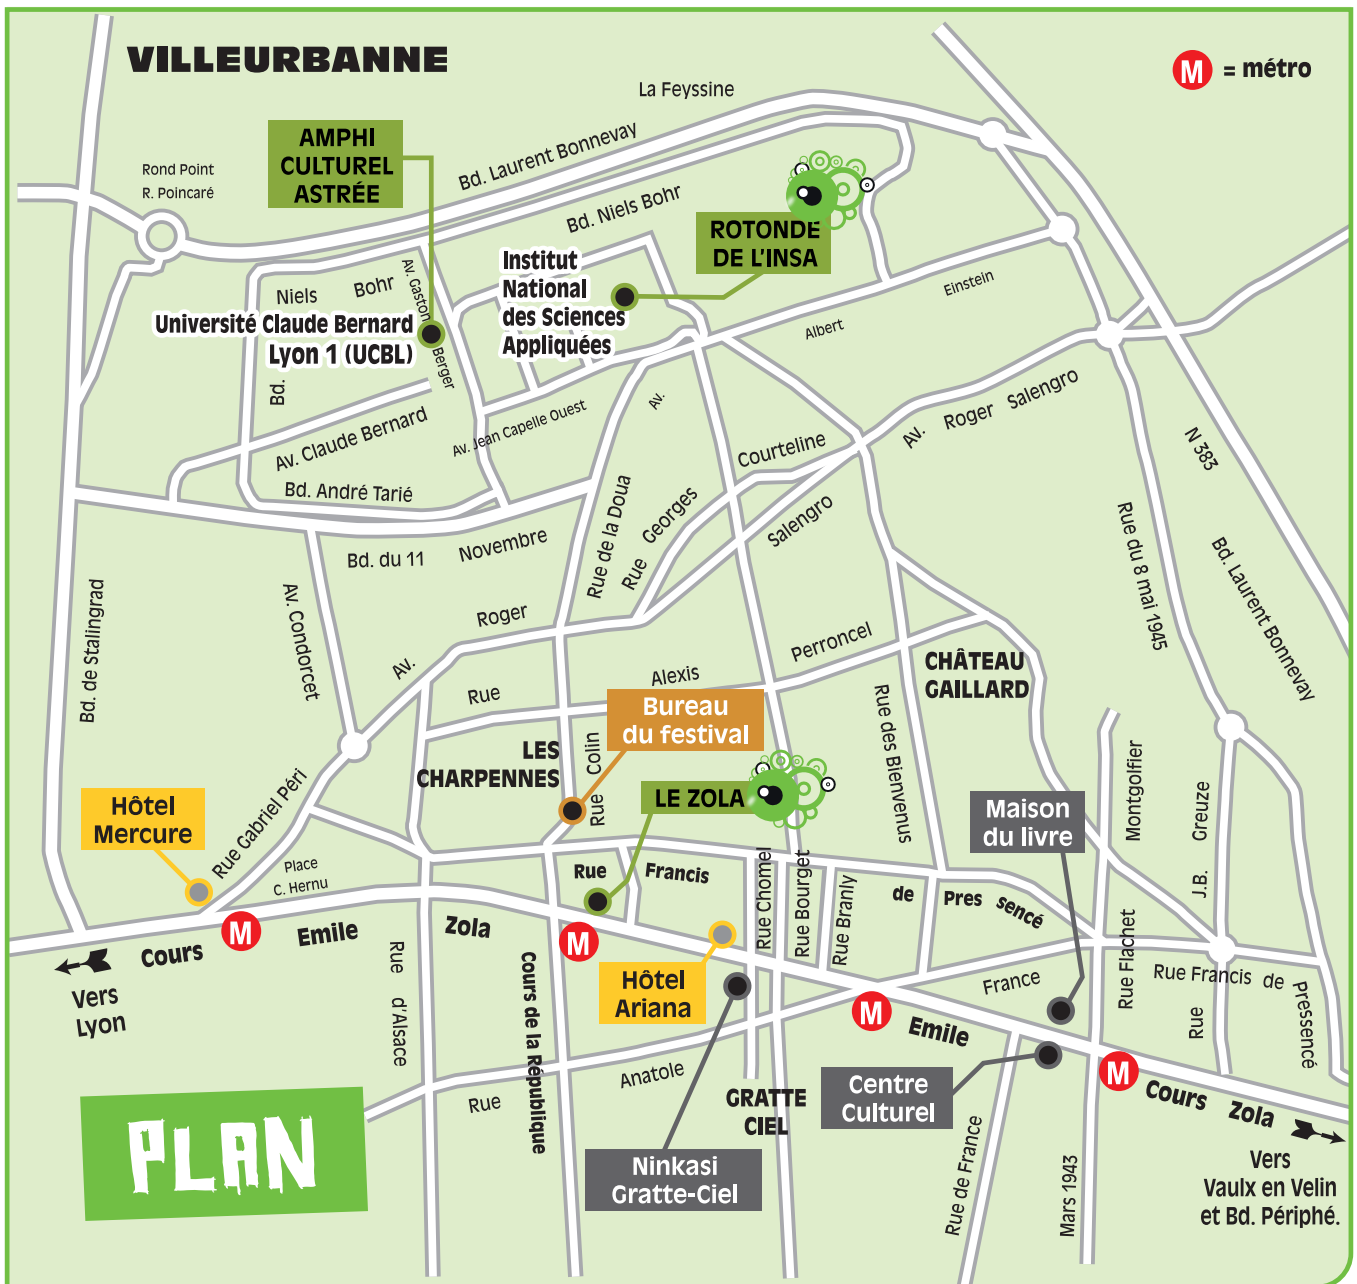 VILLEURBANNE
M = métro
La Feyssine
AMPHI
CULTUREL
ASTRÉE
Rond Point
R. Poincaré
Bd. Laurent Bonnevay
Bd. Niels Bohr
ROTONDE
DE L'INSA
Institut
National
des Sciences
Appliquées
Niels Bohr
Bd.
Av. Gaston
Berger
Université Claude Bernard
Lyon 1 (UCBL)
Einstein
Albert
Av.
Av. Claude Bernard
Av. Jean Capelle Ouest
Bd. André Tarié
Courteline
Av. Roger Salengro
N 383
Bd. du 11 Novembre
Rue de la Doua
Rue Georges
Salengro
Rue du 8 mai 1945
Bd. Laurent Bonnevay
Bd. de Stalingrad
Av. Condorcet
Av.
Roger
Rue
Alexis
Perroncel
CHÂTEAU
GAILLARD
Rue des Bienvenus
Bureau
du festival
LES
CHARPENNES
Rue Colin
LE ZOLA
Hôtel
Mercure
Rue Gabriel Péri
Maison
du livre
Montgolfier
Greuze
J.B.
Place
C. Hernu
Rue
Francis
de
Pres
sencé
Rue Chomel
Rue Bourget
Rue Branly
M
Cours
Emile
Zola
M
Vers
Lyon
Rue
d'Alsace
Cours de la République
Hôtel
Ariana
M
Emile
France
Rue Flachet
Rue Francis de
Pressencé
Rue
Anatole
Rue
GRATTE
CIEL
Centre
Culturel
M
Cours Zola
PLAN
Ninkasi
Gratte-Ciel
Rue de France
Mars 1943
Vers
Vaulx en Velin
et Bd. Périphé.